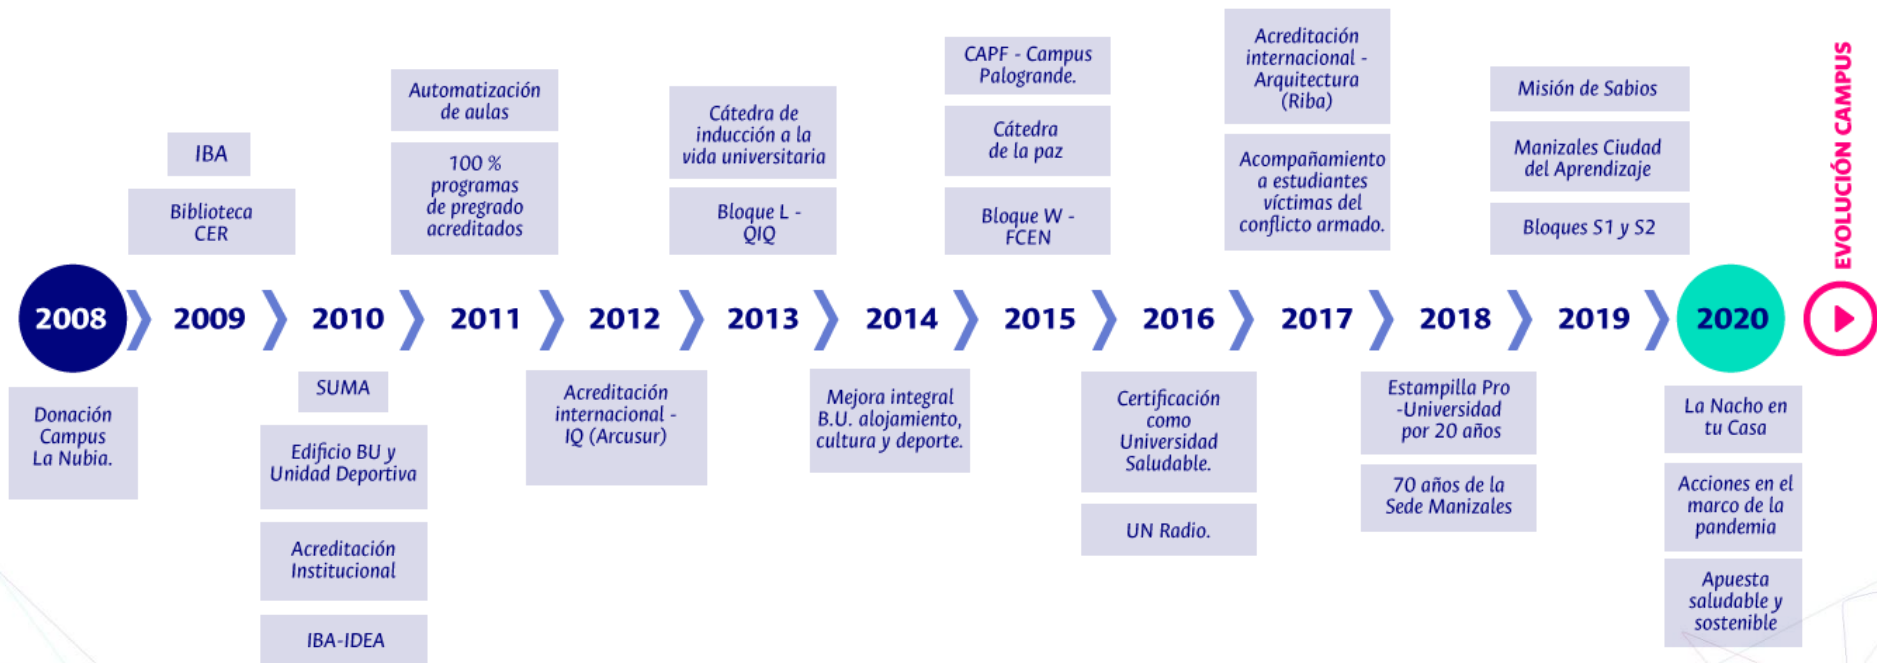 Acreditación
internacional -
Arquitectura
(Riba)
CAPF - Campus
Palogrande.
Automatización
de aulas
Cátedra de
inducción a la
vida universitaria
Misión de Sabios
IBA
100 %
programas
de pregrado
acreditados
Cátedra
de la paz
Acompañamiento
a estudiantes
víctimas del
conflicto armado.
Manizales Ciudad
del Aprendizaje
Biblioteca
CER
Bloque L -
QIQ
Bloque W -
FCEN
Bloques S1 y S2
EVOLUCIÓN CAMPUS
2008
2009
2010
2011
2012
2013
2014
2015
2016
2017
2018
2019
2020
Donación
Campus
La Nubia.
SUMA
Edificio BU y
Unidad Deportiva
Acreditación
Institucional
IBA-IDEA
Acreditación
internacional -
IQ (Arcusur)
Mejora integral
B.U. alojamiento,
cultura y deporte.
Certificación
como
Universidad
Saludable.
UN Radio.
Estampilla Pro
-Universidad
por 20 años
70 años de la
Sede Manizales
La Nacho en
tu Casa
Acciones en el
marco de la
pandemia
Apuesta
saludable y
sostenible